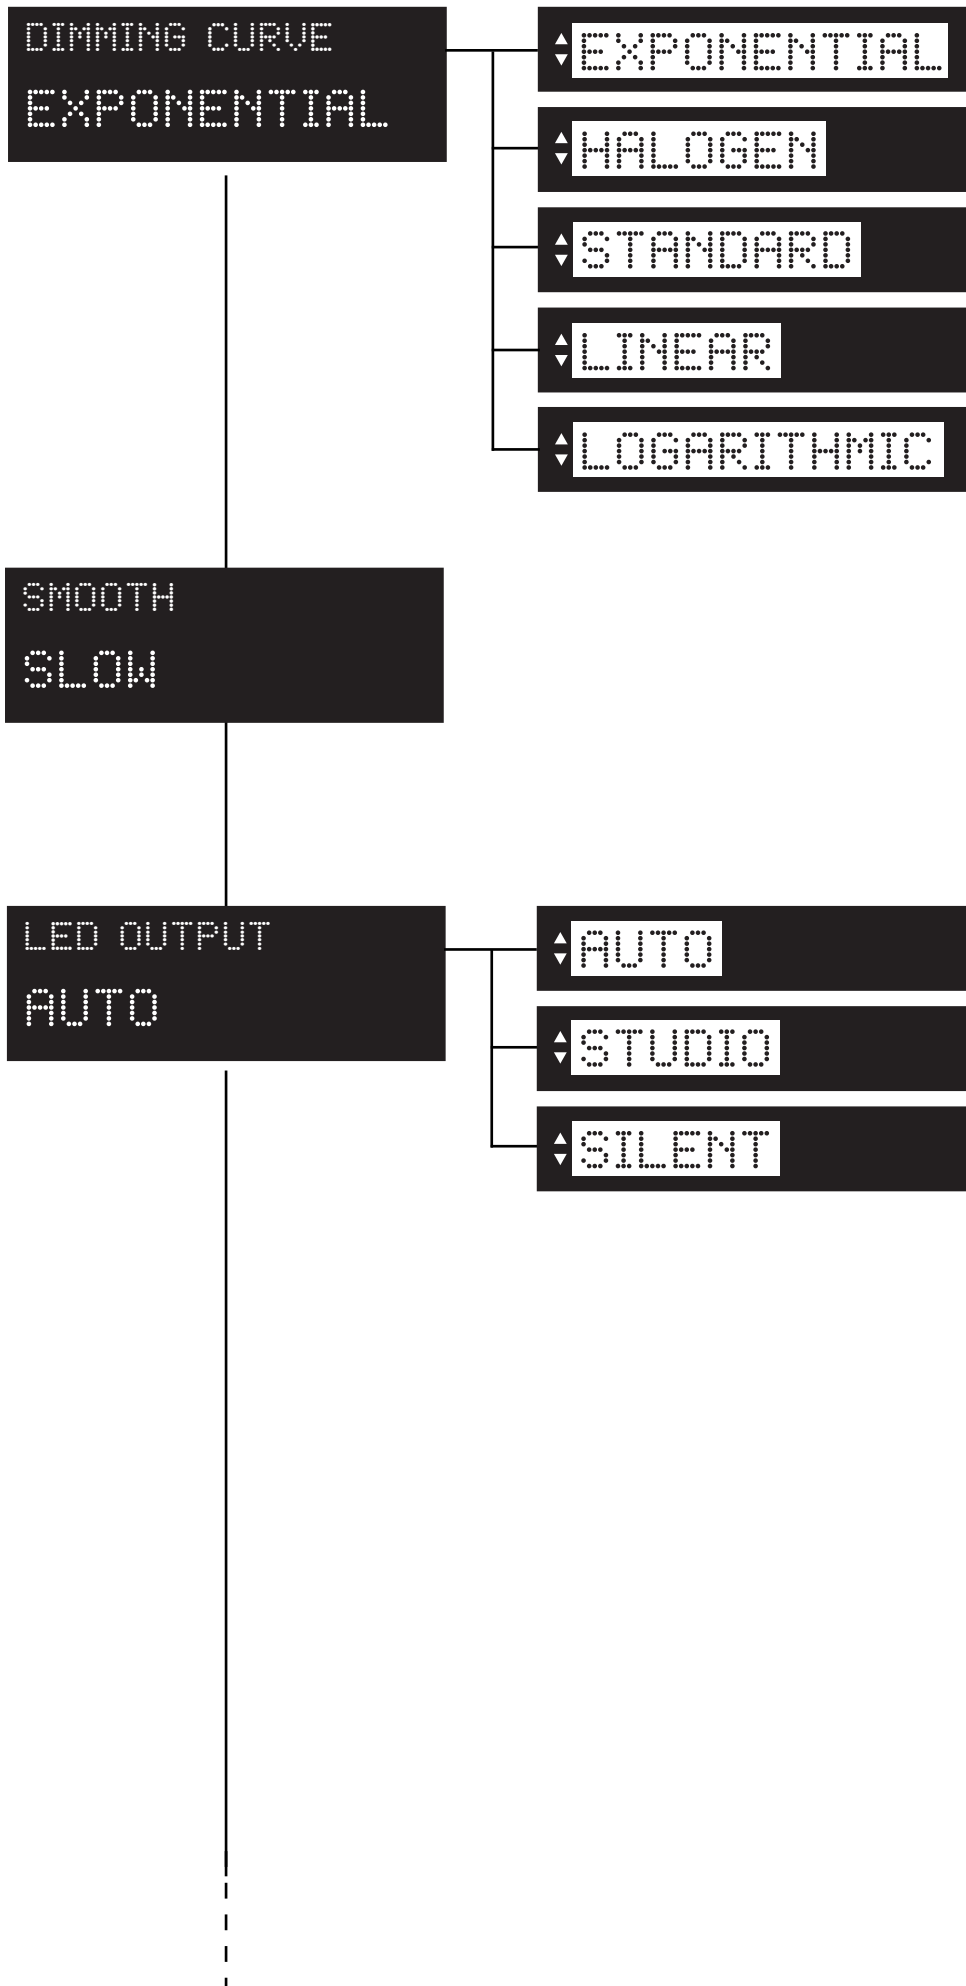 DIMMING CURVE
EXPONENTIAL
EXPONENTIAL
HALOGEN
STANDARD
LINEAR
LOGARITHMIC
SMOOTH
SLOW
LED OUTPUT
AUTO
AUTO
STUDIO
SILENT